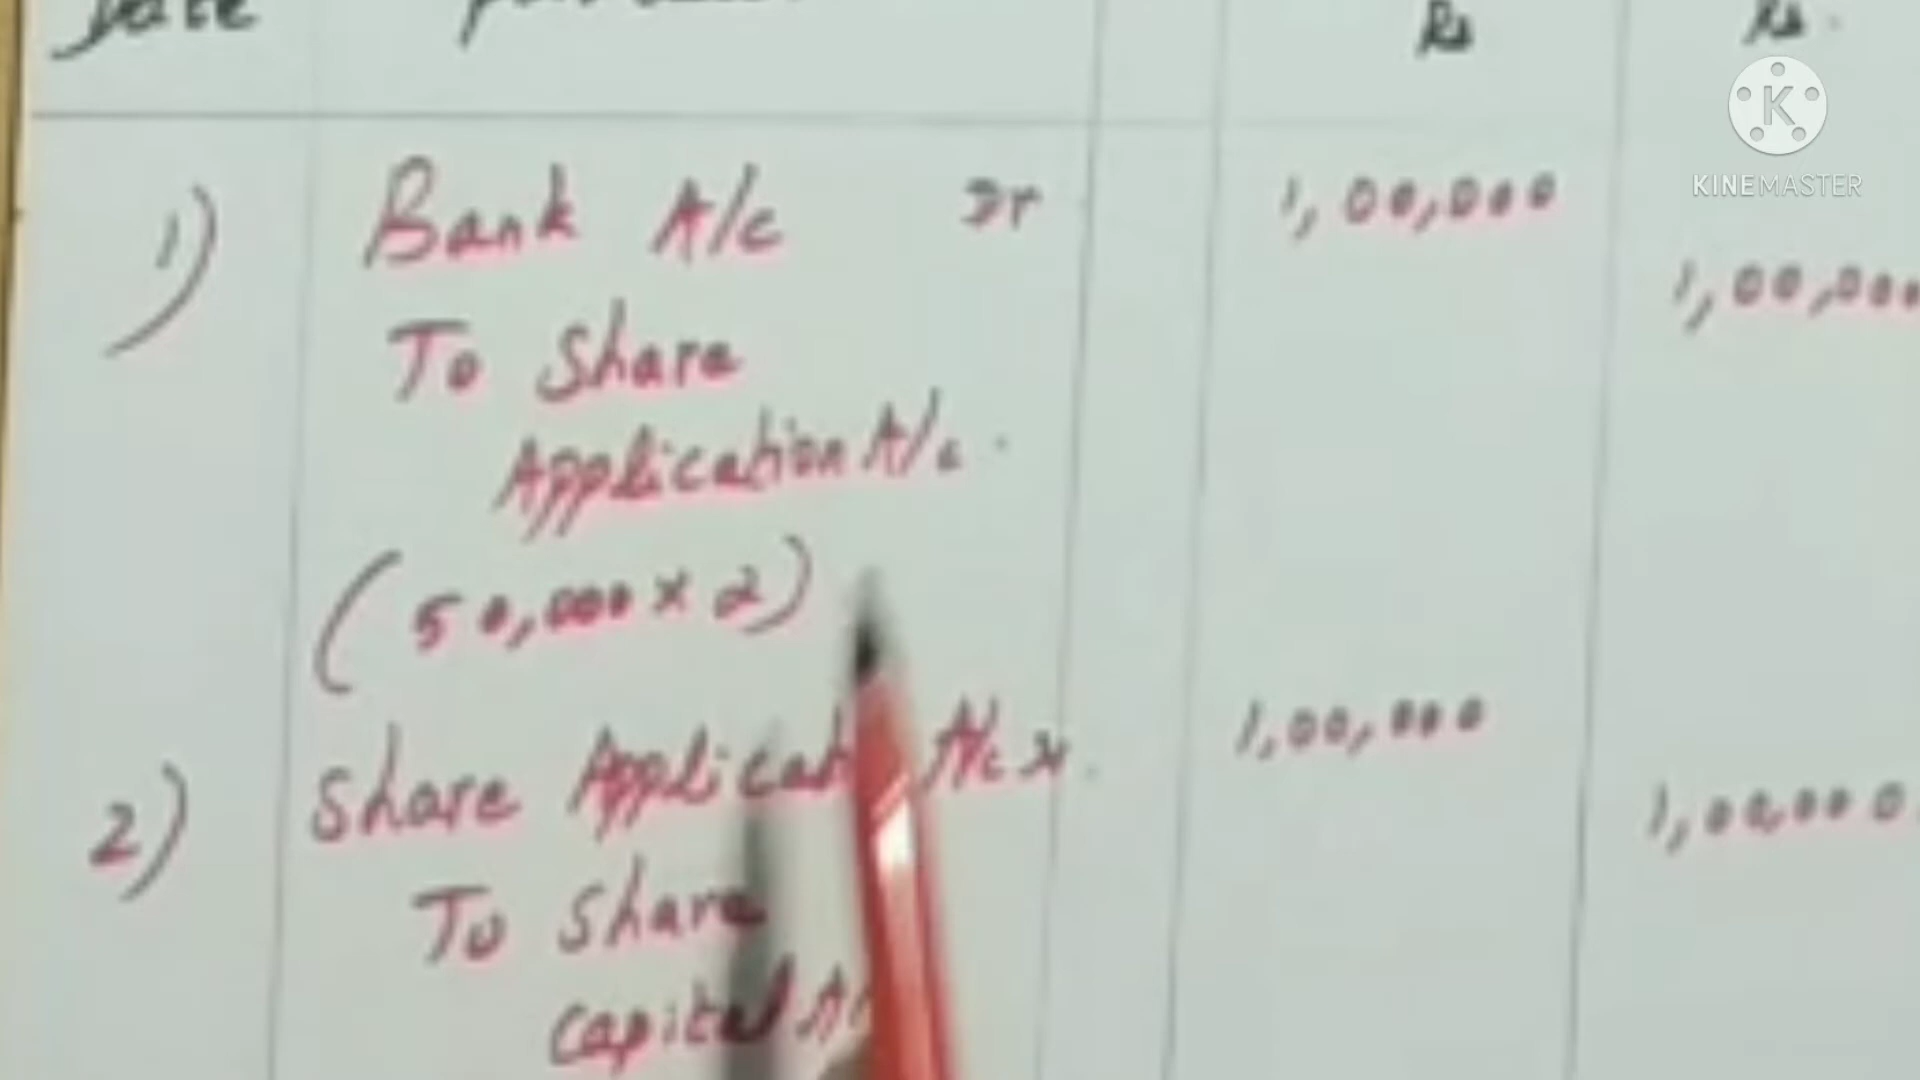 Date
Rs Rs.
KINEMASTER
1) Bank A/c Dr 1,00,000
1,00,000
To Share
Application A/c.
(50,000 x 2)
2) Share Applicat A/c Dr. 1,00,000
1,00,000
To Share
Capital A/